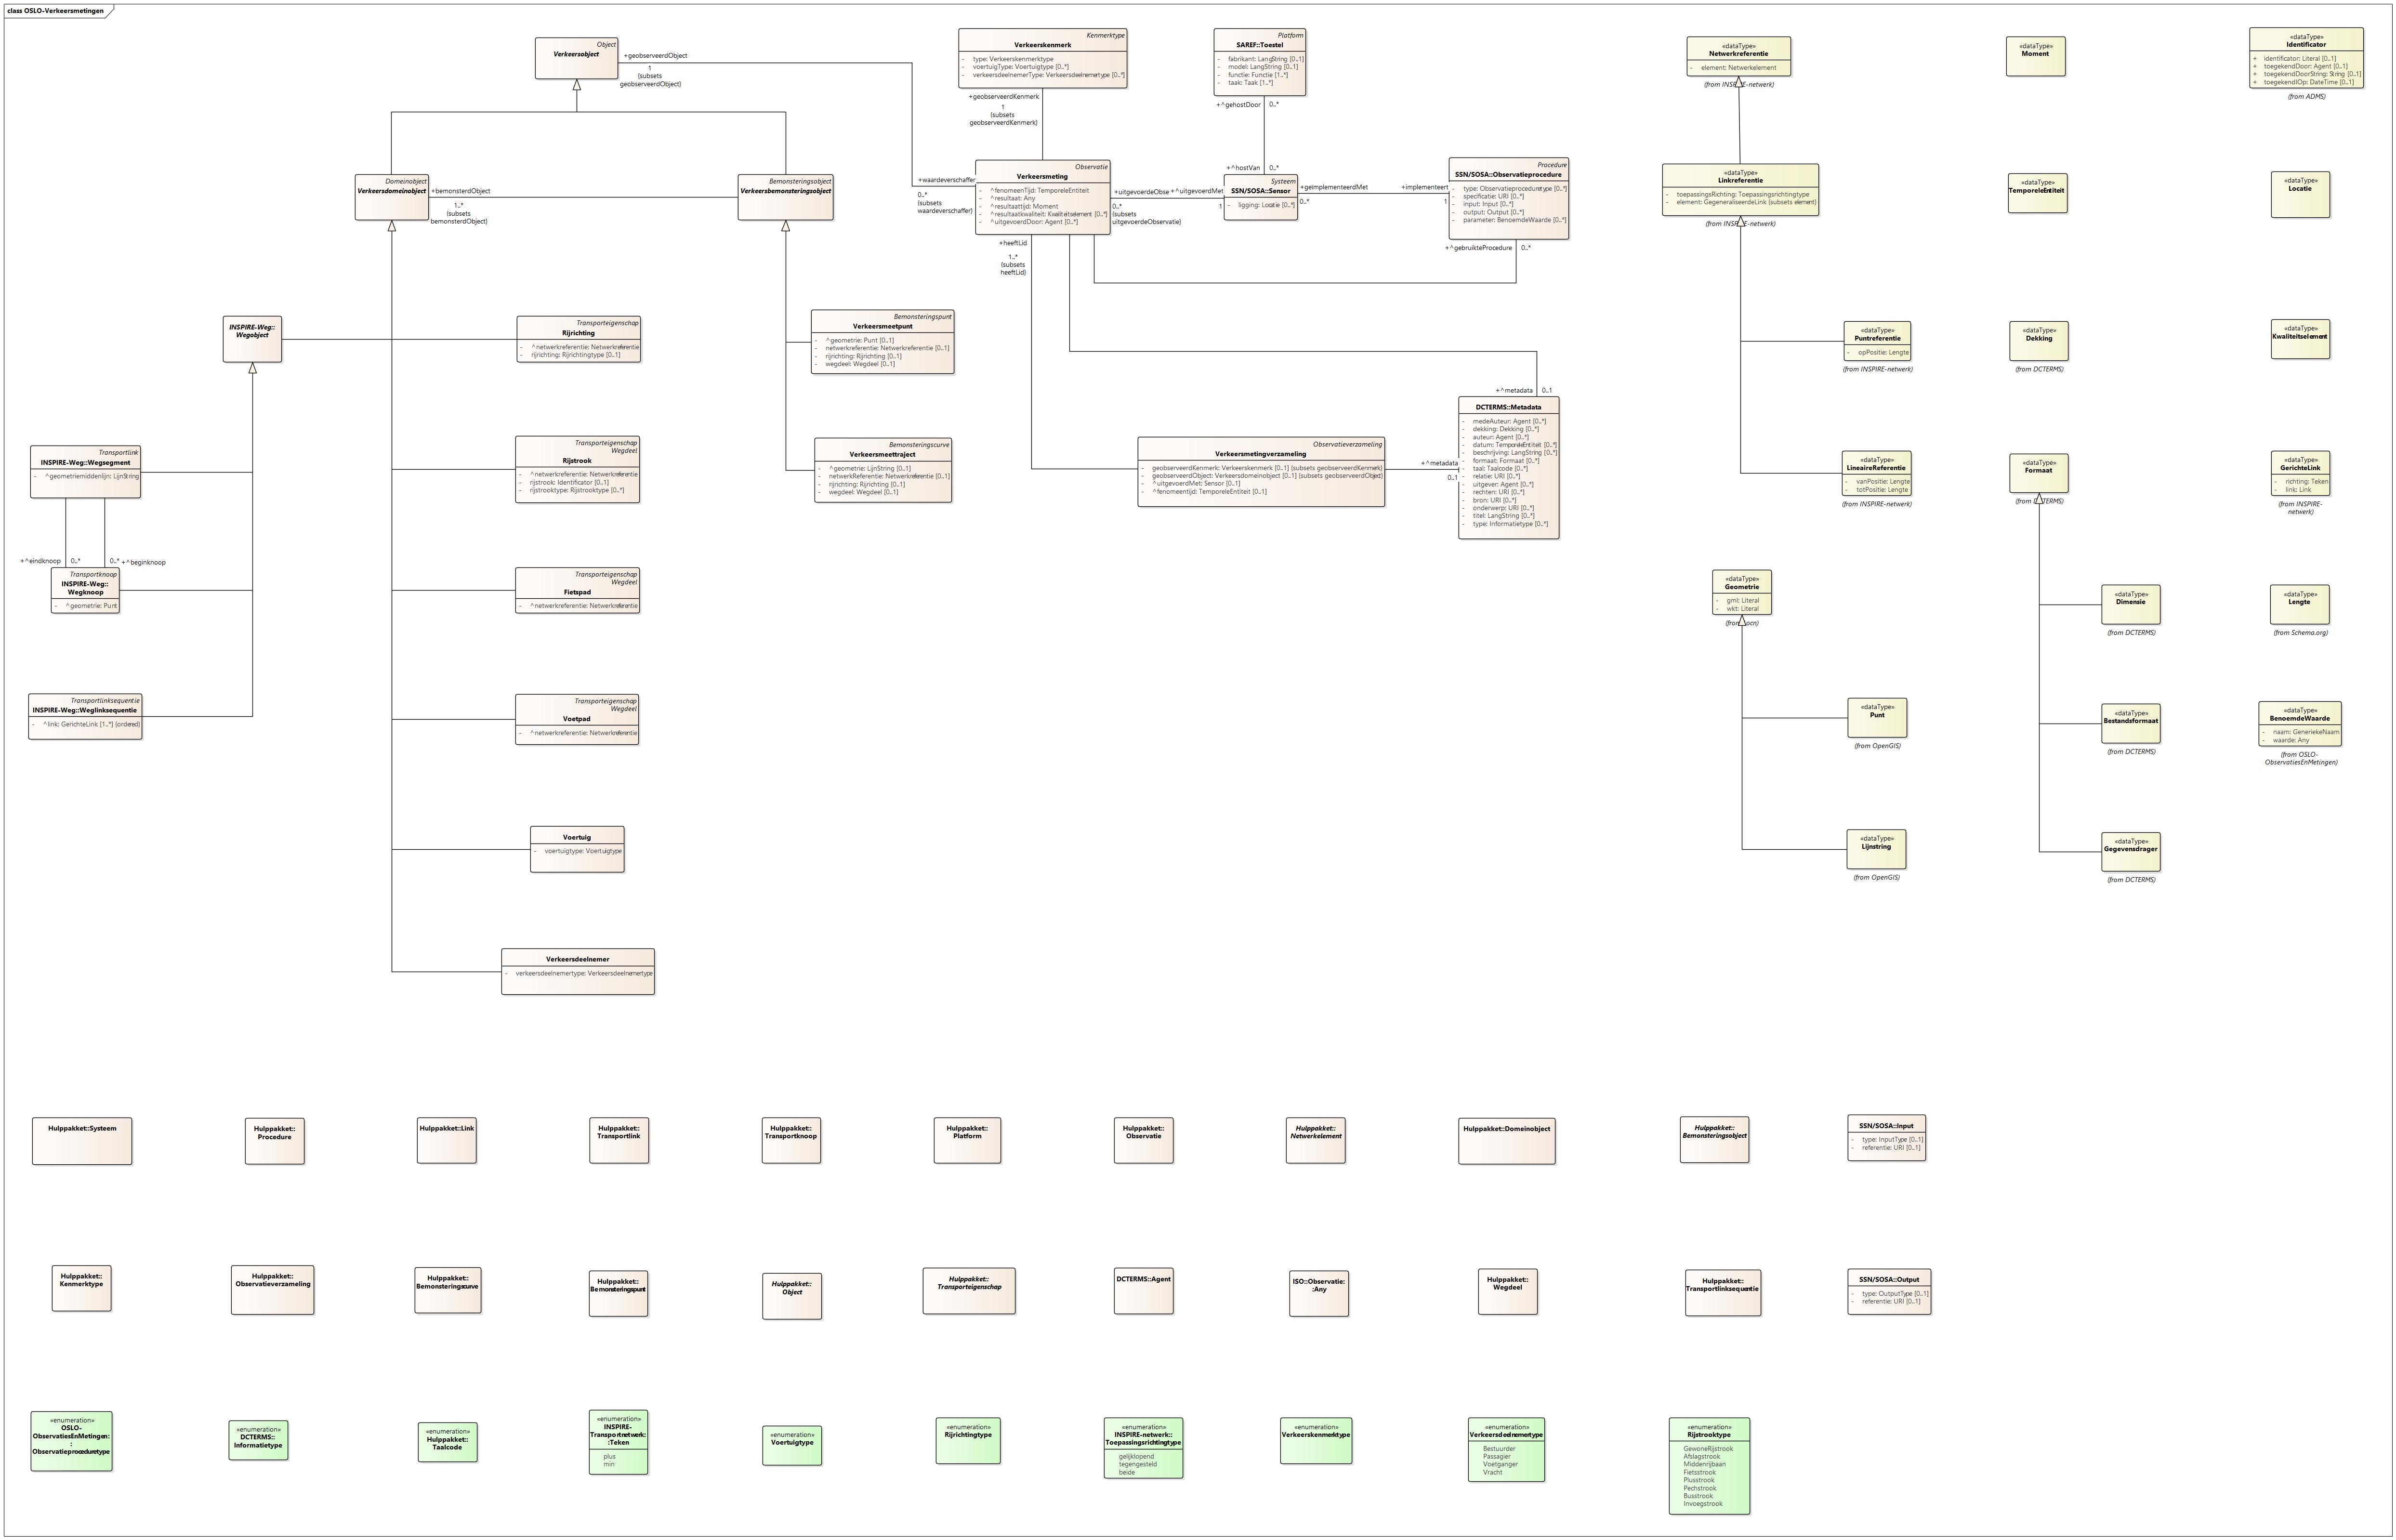 class OSLO-Verkeersmetingen
Object
Verkeersobject
+geobserveerdObject
1
{subsets
geobserveerdObject}
Kenmerktype
Verkeerskenmerk
- type: Verkeerskenmerktype
- voertuigType: Voertuigtype [0..*]
- verkeersdeelnemerType: Verkeersdeelnemertype [0..*]
+geobserveerdKenmerk
1
{subsets
geobserveerdKenmerk}
Platform
SAREF::Toestel
- fabrikant: LangString [0..1]
- model: LangString [0..1]
- functie: Functie [1..*]
- taak: Taak [1..*]
+^gehostDoor 0..*
+^hostVan 0..*
Domeinobject
Verkeersdomeinobject
+bemonsterdObject
1..*
{subsets
bemonsterdObject}
Bemonsteringsobject
Verkeersbemonsteringsobject
+waardeverschaffer
0..*
{subsets
waardeverschaffer}
Observatie
Verkeersmeting
- ^fenomeenTijd: TemporeleEntiteit
- ^resultaat: Any
- ^resultaattijd: Moment
- ^resultaatkwaliteit: Kwaliteitselement [0..*]
- ^uitgevoerdDoor: Agent [0..*]
+uitgevoerdeObse
0..*
{subsets
uitgevoerdeObservatie}
+^uitgevoerdMet
1
Systeem
SSN/SOSA::Sensor
- ligging: Locatie [0..*]
+geïmplementeerdMet
0..*
+implementeert
1
Procedure
SSN/SOSA::Observatieprocedure
- type: Observatieproceduretype [0..*]
- specificatie: URI [0..*]
- input: Input [0..*]
- output: Output [0..*]
- parameter: BenoemdeWaarde [0..*]
+^gebruikteProcedure 0..*
+heeftLid
1..*
{subsets
heeftLid}
INSPIRE-Weg::
Wegobject
Transporteigenschap
Rijrichting
- ^netwerkreferentie: Netwerkreferentie
- rijrichting: Rijrichtingtype [0..1]
Bemonsteringspunt
Verkeersmeetpunt
- ^geometrie: Punt [0..1]
- netwerkreferentie: Netwerkreferentie [0..1]
- rijrichting: Rijrichting [0..1]
- wegdeel: Wegdeel [0..1]
+^metadata 0..1
DCTERMS::Metadata
- medeAuteur: Agent [0..*]
- dekking: Dekking [0..*]
- auteur: Agent [0..*]
- datum: TemporeleEntiteit [0..*]
- beschrijving: LangString [0..*]
- formaat: Formaat [0..*]
- taal: Taalcode [0..*]
- relatie: URI [0..*]
- uitgever: Agent [0..*]
- rechten: URI [0..*]
- bron: URI [0..*]
- onderwerp: URI [0..*]
- titel: LangString [0..*]
- type: Informatietype [0..*]
Transportlink
INSPIRE-Weg::Wegsegment
- ^geometriemiddenlijn: LijnString
Transporteigenschap
Wegdeel
Rijstrook
- ^netwerkreferentie: Netwerkreferentie
- rijstrook: Identificator [0..1]
- rijstrooktype: Rijstrooktype [0..*]
Bemonsteringscurve
Verkeersmeettraject
- ^geometrie: LijnString [0..1]
- netwerkReferentie: Netwerkreferentie [0..1]
- rijrichting: Rijrichting [0..1]
- wegdeel: Wegdeel [0..1]
Observatieverzameling
Verkeersmetingverzameling
- geobserveerdKenmerk: Verkeerskenmerk [0..1] {subsets geobserveerdKenmerk}
- geobserveerdObject: Verkeersdomeinobject [0..1] {subsets geobserveerdObject}
- ^uitgevoerdMet: Sensor [0..1]
- ^fenomeentijd: TemporeleEntiteit [0..1]
+^metadata
0..1
+^eindknoop 0..*
0..* +^beginknoop
Transportknoop
INSPIRE-Weg::
Wegknoop
- ^geometrie: Punt
Transporteigenschap
Wegdeel
Fietspad
- ^netwerkreferentie: Netwerkreferentie
Transportlinksequentie
INSPIRE-Weg::Weglinksequentie
- ^link: GerichteLink [1..*] {ordered}
Transporteigenschap
Wegdeel
Voetpad
- ^netwerkreferentie: Netwerkreferentie
Voertuig
- voertuigtype: Voertuigtype
Verkeersdeelnemer
- verkeersdeelnemertype: Verkeersdeelnemertype
«dataType»
Netwerkreferentie
- element: Netwerkelement
(from INSPIRE-netwerk)
«dataType»
Moment
«dataType»
Identificator
+ identificator: Literal [0..1]
+ toegekendDoor: Agent [0..1]
+ toegekendDoorString: String [0..1]
+ toegekendIOp: DateTime [0..1]
(from ADMS)
«dataType»
Linkreferentie
- toepassingsRichting: Toepassingsrichtingtype
- element: GegeneraliseerdeLink {subsets element}
(from INSPIRE-netwerk)
«dataType»
TemporeleEntiteit
«dataType»
Locatie
«dataType»
Puntreferentie
- opPositie: Lengte
(from INSPIRE-netwerk)
«dataType»
Dekking
(from DCTERMS)
«dataType»
Kwaliteitselement
«dataType»
LineaireReferentie
- vanPositie: Lengte
- totPositie: Lengte
(from INSPIRE-netwerk)
«dataType»
Formaat
(from DCTERMS)
«dataType»
GerichteLink
- richting: Teken
- link: Link
(from INSPIRE-
netwerk)
«dataType»
Geometrie
- gml: Literal
- wkt: Literal
(from locn)
«dataType»
Dimensie
(from DCTERMS)
«dataType»
Lengte
(from Schema.org)
«dataType»
Punt
(from OpenGIS)
«dataType»
Bestandsformaat
(from DCTERMS)
«dataType»
BenoemdeWaarde
- naam: GeneriekeNaam
- waarde: Any
(from OSLO-
ObservatiesEnMetingen)
«dataType»
Lijnstring
(from OpenGIS)
«dataType»
Gegevensdrager
(from DCTERMS)
Hulppakket::Systeem
Hulppakket::
Procedure
Hulppakket::Link
Hulppakket::
Transportlink
Hulppakket::
Transportknoop
Hulppakket::
Platform
Hulppakket::
Observatie
Hulppakket::
Netwerkelement
Hulppakket::Domeinobject
Hulppakket::
Bemonsteringsobject
SSN/SOSA::Input
- type: InputType [0..1]
- referentie: URI [0..1]
Hulppakket::
Kenmerktype
Hulppakket::
Observatieverzameling
Hulppakket::
Bemonsteringscurve
Hulppakket::
Bemonsteringspunt
Hulppakket::
Object
Hulppakket::
Transporteigenschap
DCTERMS::Agent
ISO::Observatie:
:Any
Hulppakket::
Wegdeel
Hulppakket::
Transportlinksequentie
SSN/SOSA::Output
- type: OutputType [0..1]
- referentie: URI [0..1]
«enumeration»
OSLO-
ObservatiesEnMetingen:
:
Observatieproceduretype
«enumeration»
DCTERMS::
Informatietype
«enumeration»
Hulppakket::
Taalcode
«enumeration»
INSPIRE-
Transportnetwerk:
:Teken
plus
min
«enumeration»
Voertuigtype
«enumeration»
Rijrichtingtype
«enumeration»
INSPIRE-netwerk::
Toepassingsrichtingtype
gelijklopend
tegengesteld
beide
«enumeration»
Verkeerskenmerktype
«enumeration»
Verkeersdeelnemertype
Bestuurder
Passagier
Voetganger
Vracht
«enumeration»
Rijstrooktype
GewoneRijstrook
Afslagstrook
Middenrijbaan
Fietsstrook
Plusstrook
Pechstrook
Busstrook
Invoegstrook